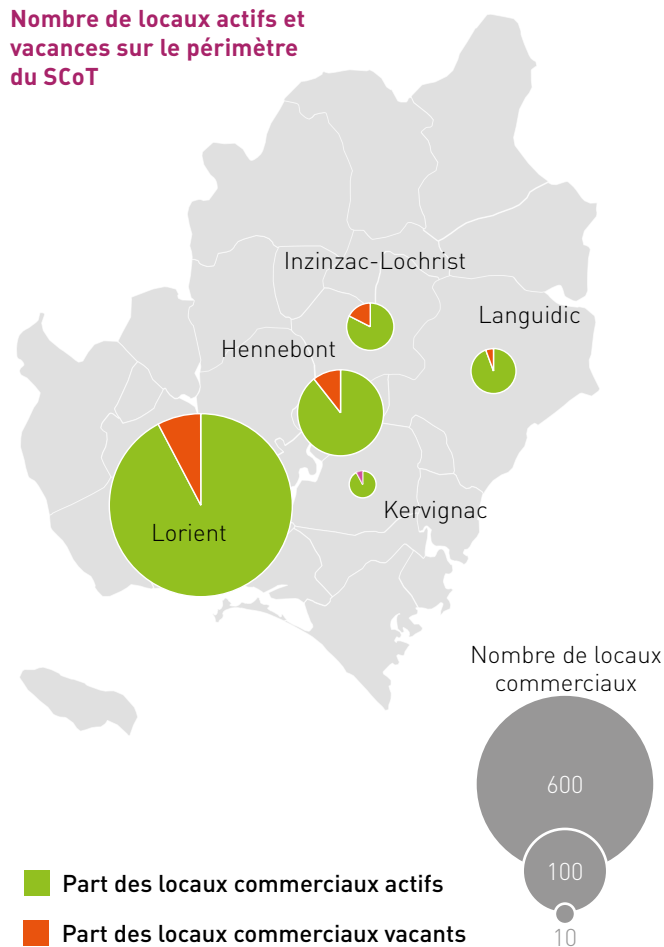 Nombre de locaux actifs et
vacances sur le périmètre
du SCoT
Inzinzac-Lochrist
Languidic
Hennebont
Kervignac
Lorient
Nombre de locaux
commerciaux
600
100
10
Part des locaux commerciaux actifs
Part des locaux commerciaux vacants